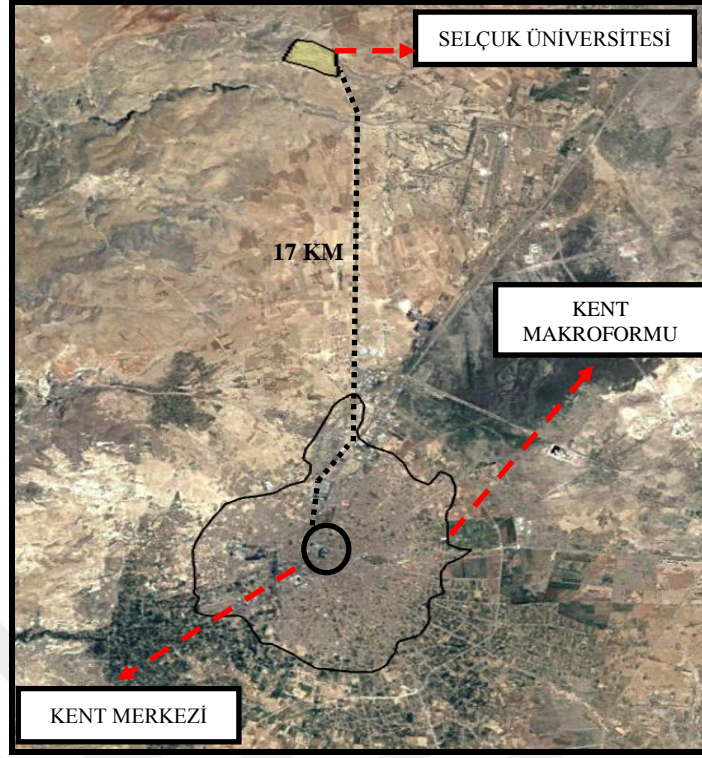 SELÇUK ÜNİVERSİTESİ
17 KM
KENT
MAKROFORMU
KENT MERKEZİ